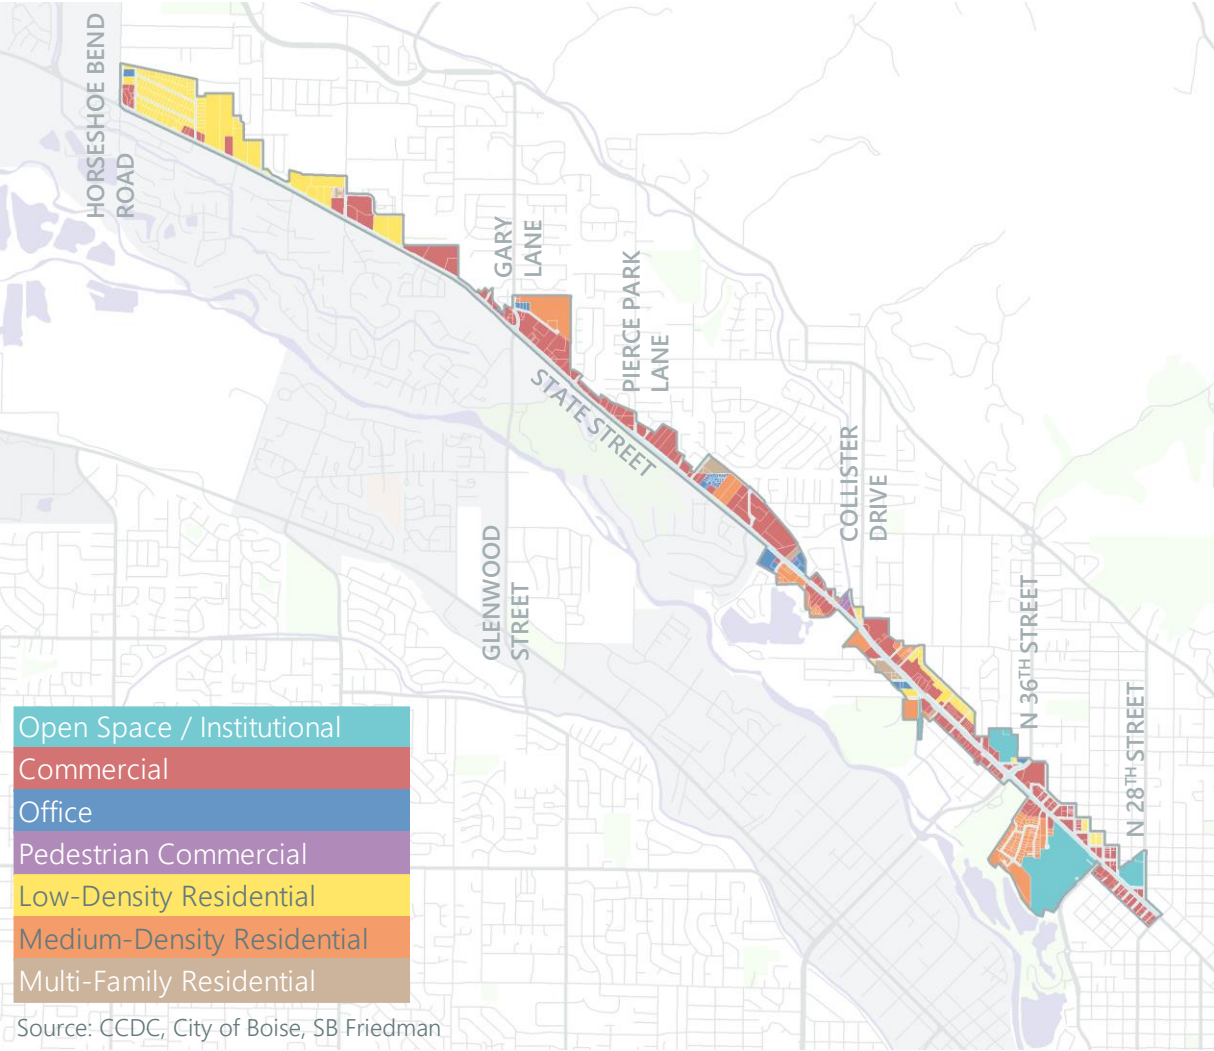 HORSESHOE BEND
ROAD
GARY
LANE
PIERCE PARK
LANE
STATE STREET
COLLISTER
DRIVE
GLENWOOD
STREET
N 36TH STREET
N 28TH STREET
Open Space / Institutional
Commercial
Office
Pedestrian Commercial
Low-Density Residential
Medium-Density Residential
Multi-Family Residential
Source: CCDC, City of Boise, SB Friedman